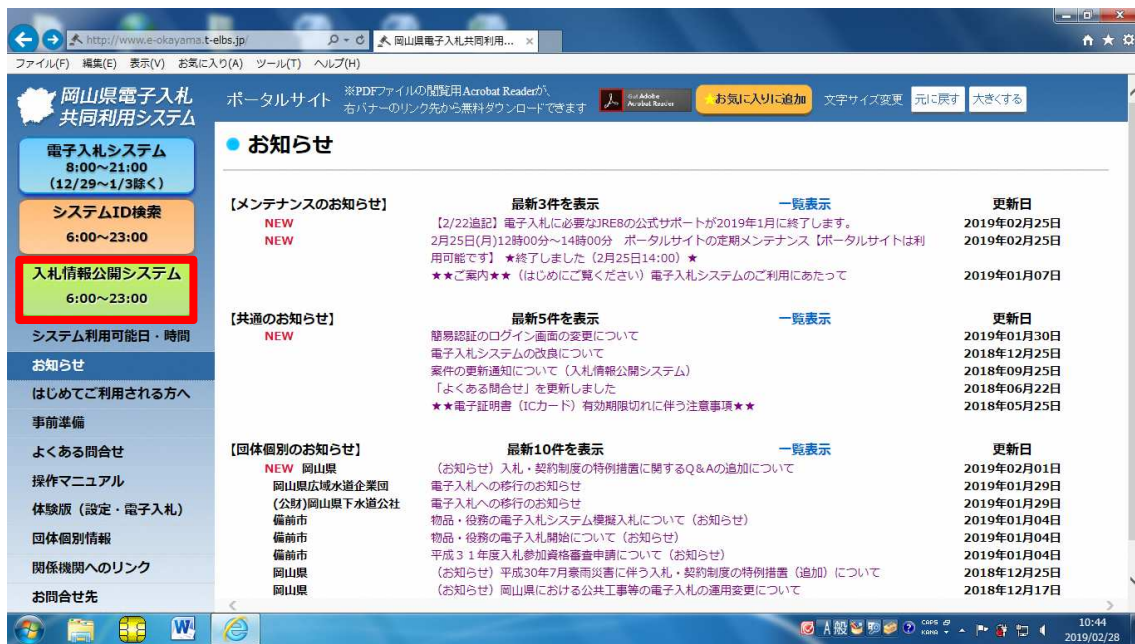 http://www.e-okayama.t-elbs.jp/
岡山県電子入札共同利用... ×
ファイル(F) 編集(E) 表示(V) お気に入り(A) ツール(T) ヘルプ(H)
岡山県電子入札
共同利用システム
ポータルサイト
※PDFファイルの閲覧用Acrobat Readerが、
右バナーのリンク先から無料ダウンロードできます
Get Adobe
Acrobat Reader
お気に入りに追加
文字サイズ変更 元に戻す 大きくする
電子入札システム
8:00～21:00
(12/29～1/3除く)
システムID検索
6:00～23:00
入札情報公開システム
6:00～23:00
システム利用可能日・時間
お知らせ
はじめてご利用される方へ
事前準備
よくある問合せ
操作マニュアル
体験版（設定・電子入札）
団体個別情報
関係機関へのリンク
お問合せ先
お知らせ
【メンテナンスのお知らせ】 最新3件を表示 一覧表示 更新日
NEW 【2/22追記】電子入札に必要なJRE8の公式サポートが2019年1月に終了します。 2019年02月25日
NEW 2月25日(月)12時00分～14時00分 ポータルサイトの定期メンテナンス【ポータルサイトは利 2019年02月25日
用可能です】 ★終了しました（2月25日14:00）★
★★ご案内★★（はじめにご覧ください）電子入札システムのご利用にあたって 2019年01月07日
【共通のお知らせ】 最新5件を表示 一覧表示 更新日
NEW 簡易認証のログイン画面の変更について 2019年01月30日
電子入札システムの改良について 2018年12月25日
案件の更新通知について（入札情報公開システム） 2018年09月25日
「よくある問合せ」を更新しました 2018年06月22日
★★電子証明書（ICカード）有効期限切れに伴う注意事項★★ 2018年05月25日
【団体個別のお知らせ】 最新10件を表示 一覧表示 更新日
NEW 岡山県 （お知らせ）入札・契約制度の特例措置に関するQ&Aの追加について 2019年02月01日
岡山県広域水道企業団 電子入札への移行のお知らせ 2019年01月29日
(公財)岡山県下水道公社 電子入札への移行のお知らせ 2019年01月29日
備前市 物品・役務の電子入札システム模擬入札について（お知らせ） 2019年01月04日
備前市 物品・役務の電子入札開始について（お知らせ） 2019年01月04日
備前市 平成３１年度入札参加資格審査申請について（お知らせ） 2019年01月04日
岡山県 （お知らせ）平成30年7月豪雨災害に伴う入札・契約制度の特例措置（追加）について 2018年12月25日
岡山県 （お知らせ）岡山県における公共工事等の電子入札の運用変更について 2018年12月17日
A 般
CAPS
KANA
10:44
2019/02/28